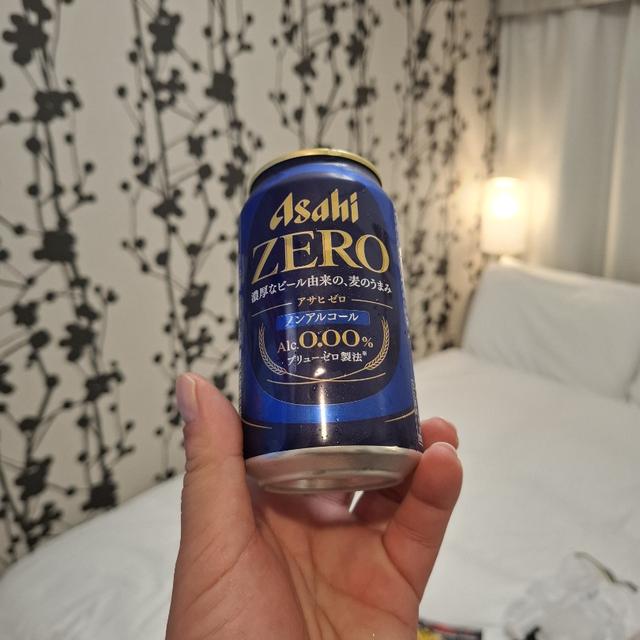 Asahi
ZERO
濃厚なビール由来の、麦のうまみ
アサヒゼロ
ノンアルコール
Alc.0.00%
ブリューゼロ製法*